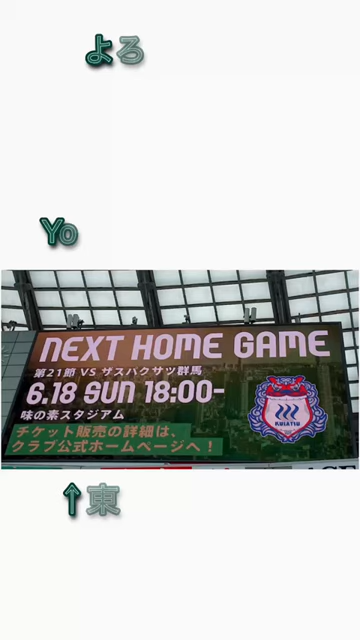 よろ
Yo
NEXT HOME GAME
第21節 VS ザスパクサツ群馬
6.18 SUN 18:00-
味の素スタジアム
チケット販売の詳細は、
クラブ公式ホームページへ！
KUSATSU
↑東